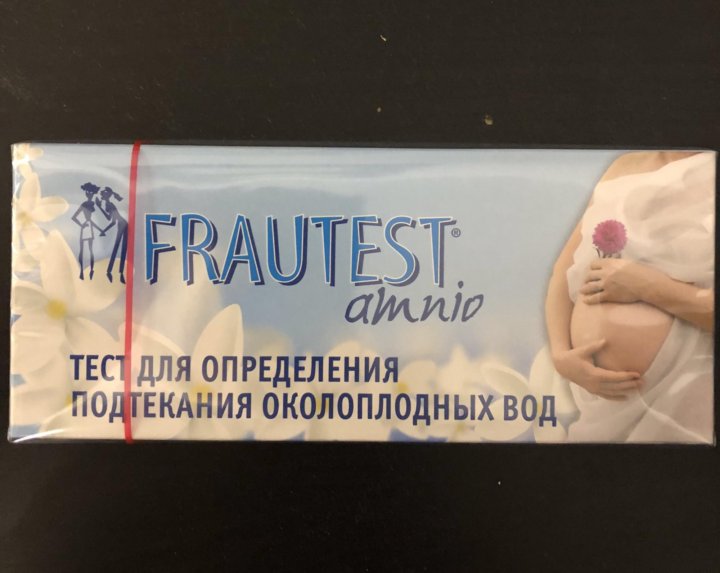 FRAUTEST®
amnio
ТЕСТ ДЛЯ ОПРЕДЕЛЕНИЯ
ПОДТЕКАНИЯ ОКОЛОПЛОДНЫХ ВОД